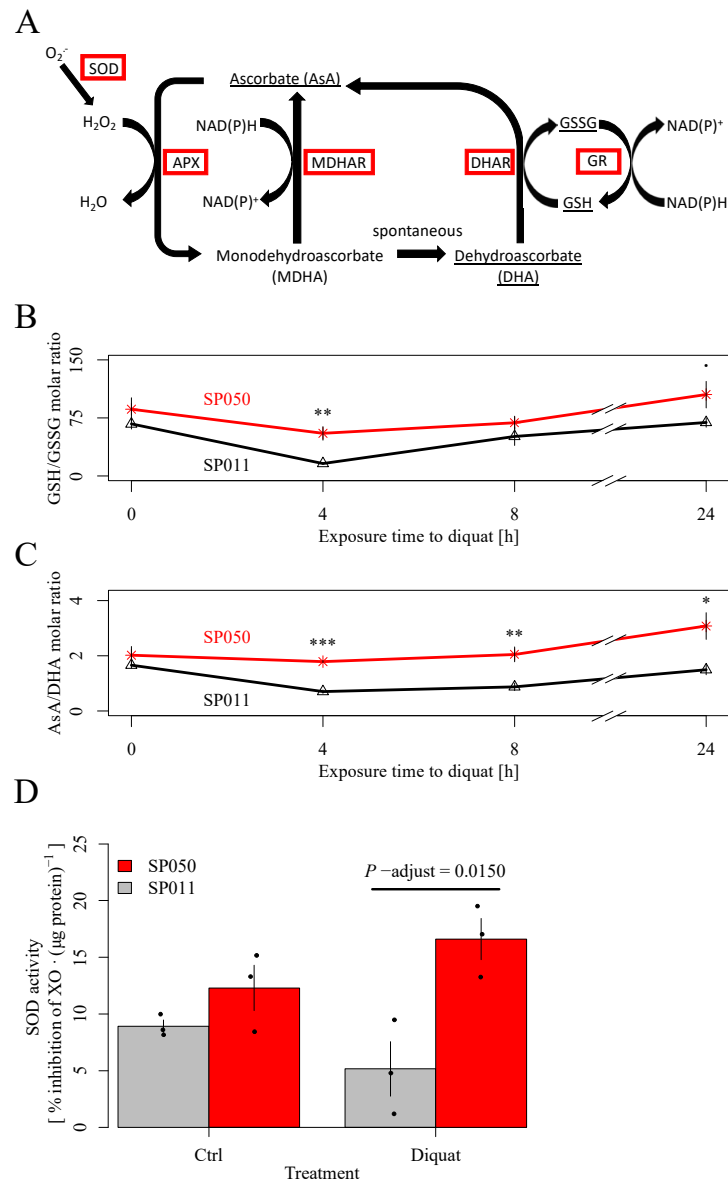 A
O₂·⁻
SOD
Ascorbate (AsA)
H₂O₂
NAD(P)H
GSSG
NAD(P)⁺
APX
MDHAR
DHAR
GR
H₂O
NAD(P)⁺
GSH
NAD(P)H
spontaneous
Monodehydroascorbate
(MDHA)
Dehydroascorbate
(DHA)
B
GSH/GSSG molar ratio
0 75 150
SP050
**
.
SP011
0 4 8 24
Exposure time to diquat [h]
C
AsA/DHA molar ratio
0 2 4
SP050
***
**
*
SP011
0 4 8 24
Exposure time to diquat [h]
D
SOD activity
[ % inhibition of XO · (µg protein)⁻¹ ]
0 5 10 15 20 25
SP050
SP011
P −adjust = 0.0150
Ctrl Diquat
Treatment